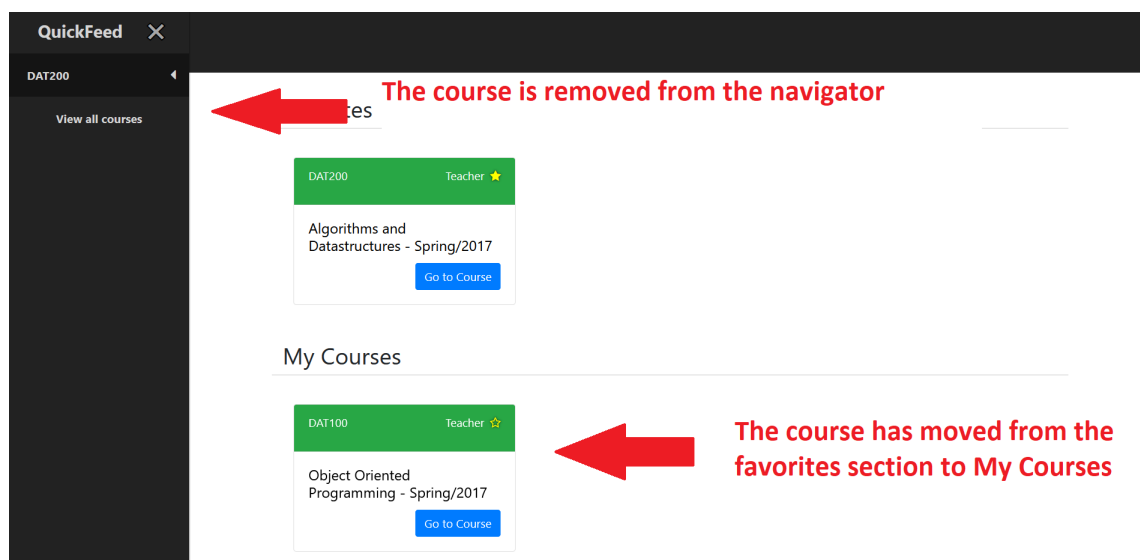 QuickFeed
DAT200
View all courses
The course is removed from the navigator
DAT200 Teacher
Algorithms and
Datastructures - Spring/2017
Go to Course
My Courses
DAT100 Teacher
Object Oriented
Programming - Spring/2017
Go to Course
The course has moved from the
favorites section to My Courses